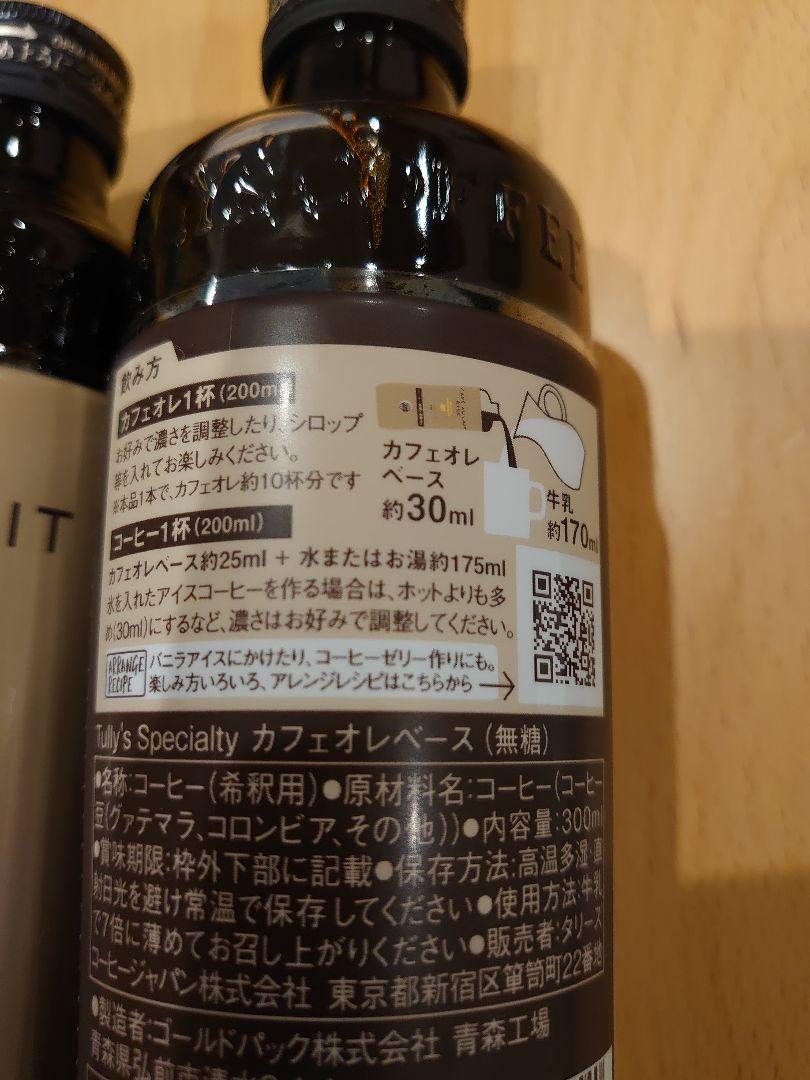 FEE
IT
飲み方
カフェオレ1杯(200m
お好みで濃さを調整したり、シロップ
等を入れてお楽しみください。
※本品1本で、カフェオレ約10杯分です
カフェオレ
ベース
約30ml
牛乳
約170ml
コーヒー1杯(200ml)
カフェオレベース約25ml + 水またはお湯約175ml
氷を入れたアイスコーヒーを作る場合は、ホットよりも多
め(30ml)にするなど、濃さはお好みで調整してください。
ARRANGE
RECIPE
バニラアイスにかけたり、コーヒーゼリー作りにも。
楽しみ方いろいろ、アレンジレシピはこちらから
Tully's Specialty カフェオレベース(無糖)
●名称:コーヒー(希釈用)●原材料名:コーヒー(コーヒー
豆(グァテマラ、コロンビア、その他))●内容量:300ml
●賞味期限:枠外下部に記載●保存方法:高温多湿・直
射日光を避け常温で保存してください●使用方法:牛乳
で7倍に薄めてお召し上がりください●販売者:タリーズ
コーヒージャパン株式会社 東京都新宿区箪笥町22番地
●製造者:ゴールドパック株式会社 青森工場
青森県弘前市清水